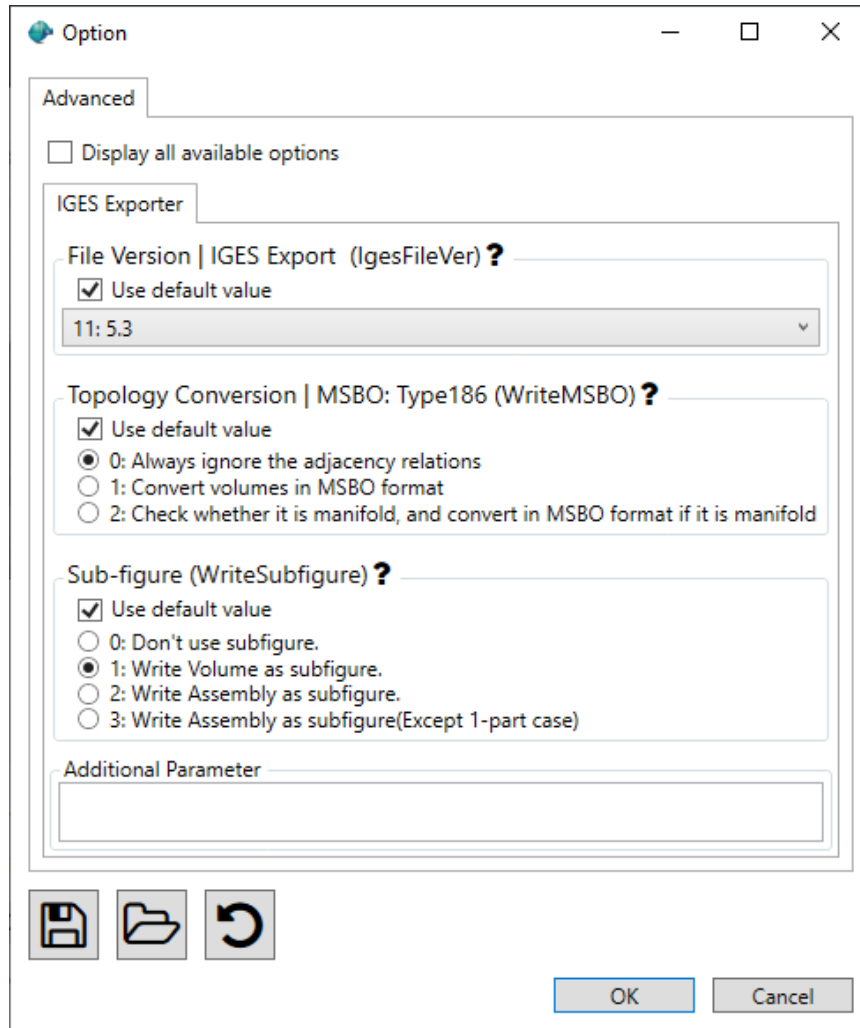 Option
Advanced
Display all available options
IGES Exporter
File Version | IGES Export (IgesFileVer) ?
Use default value
11: 5.3
Topology Conversion | MSBO: Type186 (WriteMSBO) ?
Use default value
0: Always ignore the adjacency relations
1: Convert volumes in MSBO format
2: Check whether it is manifold, and convert in MSBO format if it is manifold
Sub-figure (WriteSubfigure) ?
Use default value
0: Don't use subfigure.
1: Write Volume as subfigure.
2: Write Assembly as subfigure.
3: Write Assembly as subfigure(Except 1-part case)
Additional Parameter
OK Cancel